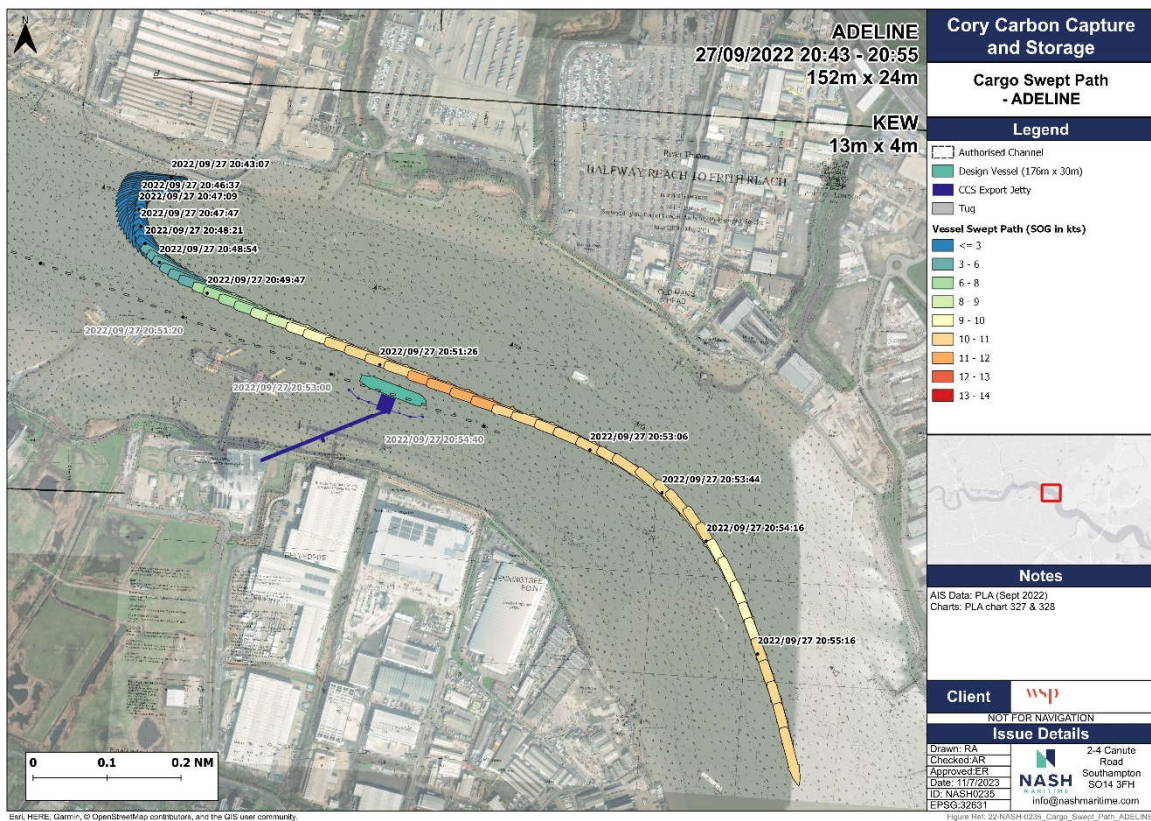 N
ADELINE
27/09/2022 20:43 - 20:55
152m x 24m
KEW
13m x 4m
HALFWAY REACH TO FRITH REACH
2022/09/27 20:43:07
2022/09/27 20:46:37
2022/09/27 20:47:09
2022/09/27 20:47:47
2022/09/27 20:48:21
2022/09/27 20:48:54
2022/09/27 20:49:47
2022/09/27 20:51:20
2022/09/27 20:51:26
2022/09/27 20:53:00
2022/09/27 20:54:40
2022/09/27 20:53:06
2022/09/27 20:53:44
2022/09/27 20:54:16
2022/09/27 20:55:16
BELVEDERE
POINT
0 0.1 0.2 NM
Esri, HERE, Garmin, © OpenStreetMap contributors, and the GIS user community.
Cory Carbon Capture
and Storage
Cargo Swept Path
- ADELINE
Legend
Authorised Channel
Design Vessel (176m x 30m)
CCS Export Jetty
Tug
Vessel Swept Path (SOG in kts)
<= 3
3 - 6
6 - 8
8 - 9
9 - 10
10 - 11
11 - 12
12 - 13
13 - 14
Notes
AIS Data: PLA (Sept 2022)
Charts: PLA chart 327 & 328
Client
wsp
NOT FOR NAVIGATION
Issue Details
Drawn: RA
Checked:AR
Approved:ER
Date: 11/7/2023
ID: NASH0235
EPSG:32631
NASH
MARITIME
2-4 Canute
Road
Southampton
SO14 3FH
info@nashmaritime.com
Figure Ref: 22-NASH-0235_Cargo_Swept_Path_ADELINE